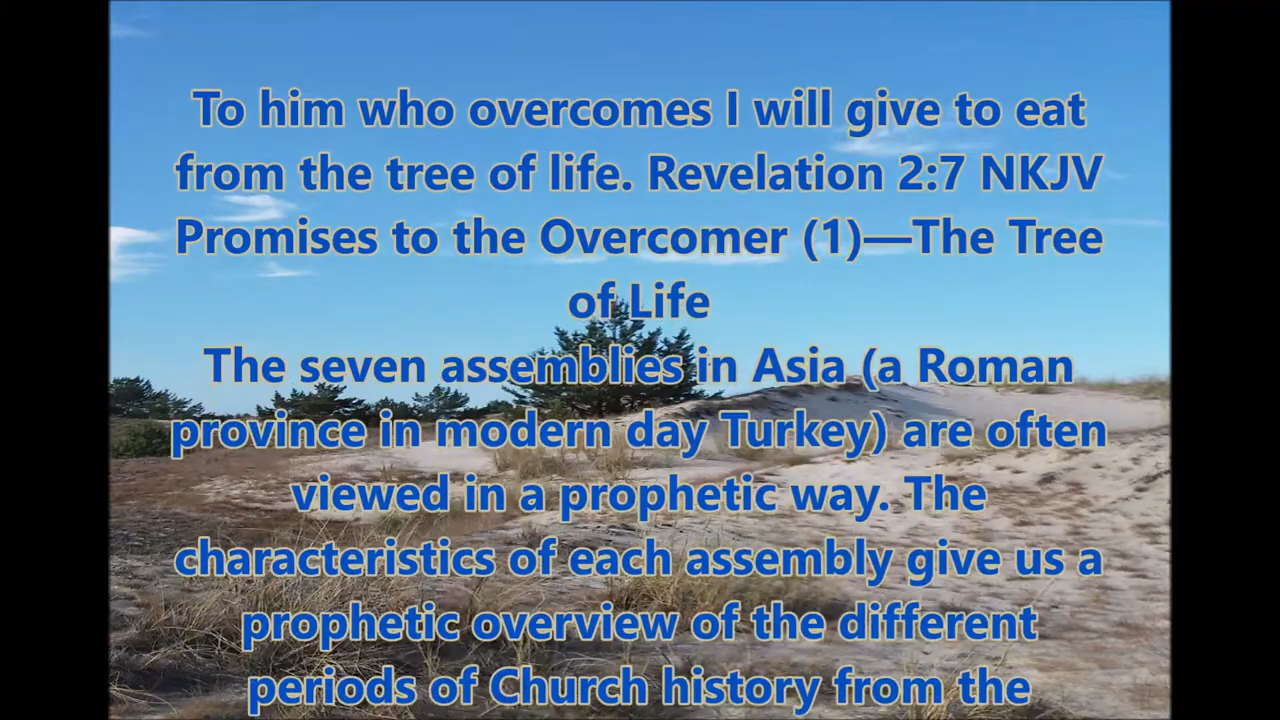 To him who overcomes I will give to eat
from the tree of life. Revelation 2:7 NKJV
Promises to the Overcomer (1)—The Tree
of Life
The seven assemblies in Asia (a Roman
province in modern day Turkey) are often
viewed in a prophetic way. The
characteristics of each assembly give us a
prophetic overview of the different
periods of Church history from the